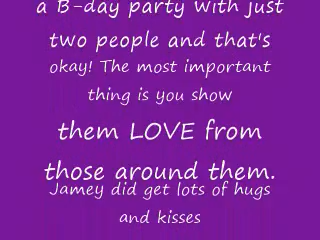 a B-day party with just
two people and that's
okay! The most important
thing is you show
them LOVE from
those around them.
Jamey did get lots of hugs
and kisses